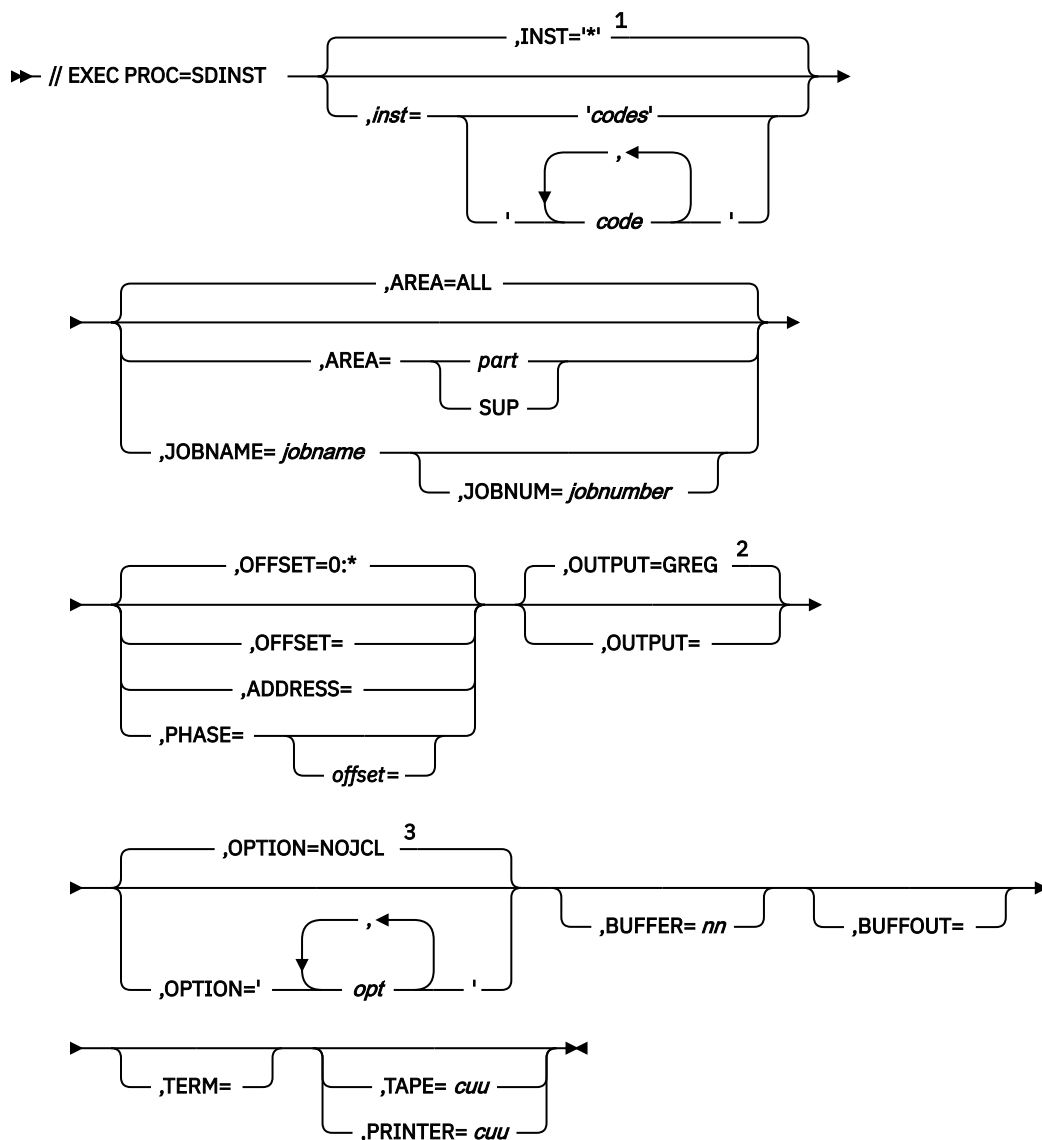 ,INST='*' 1
// EXEC PROC=SDINST
,inst= 'codes'
,
' code '
,AREA=ALL
,AREA= part
SUP
,JOBNAME= jobname
,JOBNUM= jobnumber
,OFFSET=0:* ,OUTPUT=GREG 2
,OFFSET= ,OUTPUT=
,ADDRESS=
,PHASE=
offset=
,OPTION=NOJCL 3
, ,BUFFER= nn ,BUFFOUT=
,OPTION=' opt '
,TERM= ,TAPE= cuu
,PRINTER= cuu